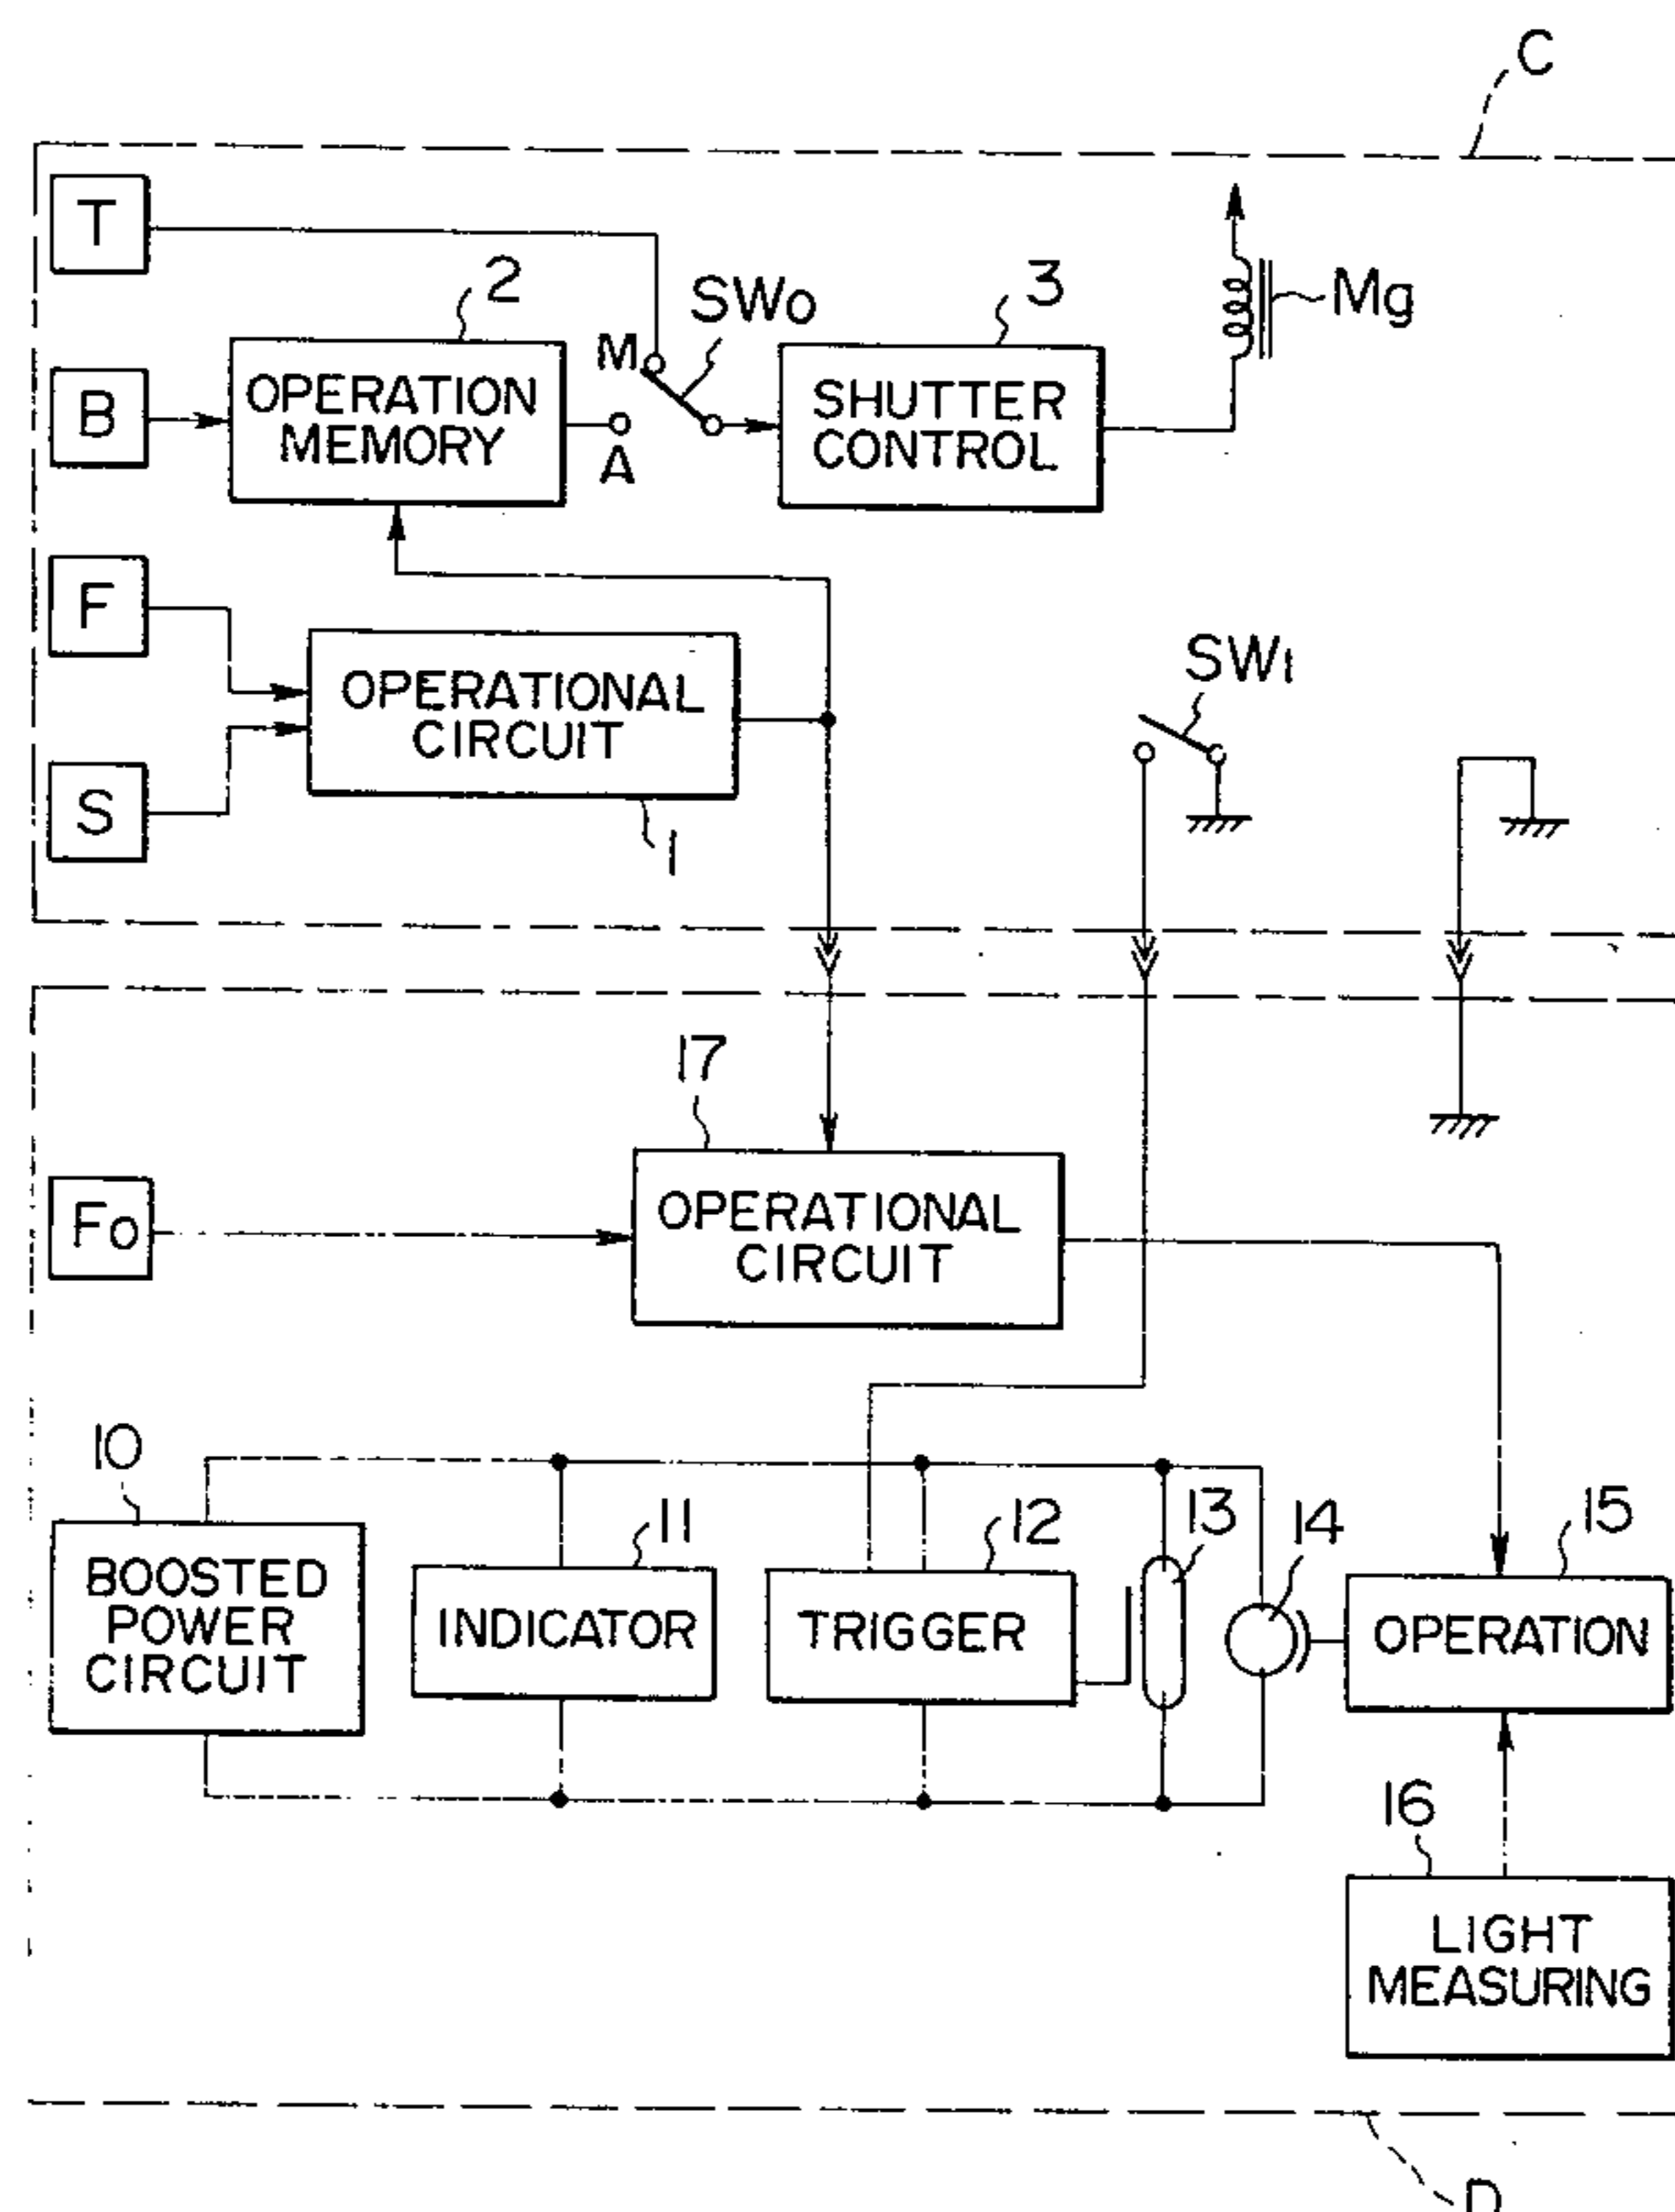 C
T
2
SW0
3
Mg
M
B
OPERATION
MEMORY
A
SHUTTER
CONTROL
F
OPERATIONAL
CIRCUIT
SW1
S
1
17
Fo
OPERATIONAL
CIRCUIT
10
11
12
13
14
15
BOOSTED
POWER
CIRCUIT
INDICATOR
TRIGGER
OPERATION
16
LIGHT
MEASURING
D